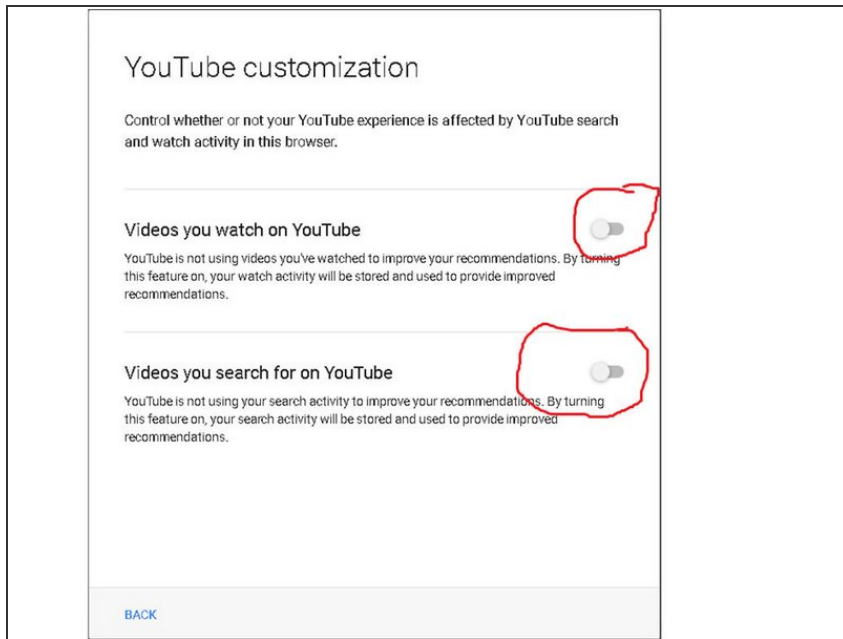 YouTube customization
Control whether or not your YouTube experience is affected by YouTube search
and watch activity in this browser.
Videos you watch on YouTube
YouTube is not using videos you've watched to improve your recommendations. By turning
this feature on, your watch activity will be stored and used to provide improved
recommendations.
Videos you search for on YouTube
YouTube is not using your search activity to improve your recommendations. By turning
this feature on, your search activity will be stored and used to provide improved
recommendations.
BACK